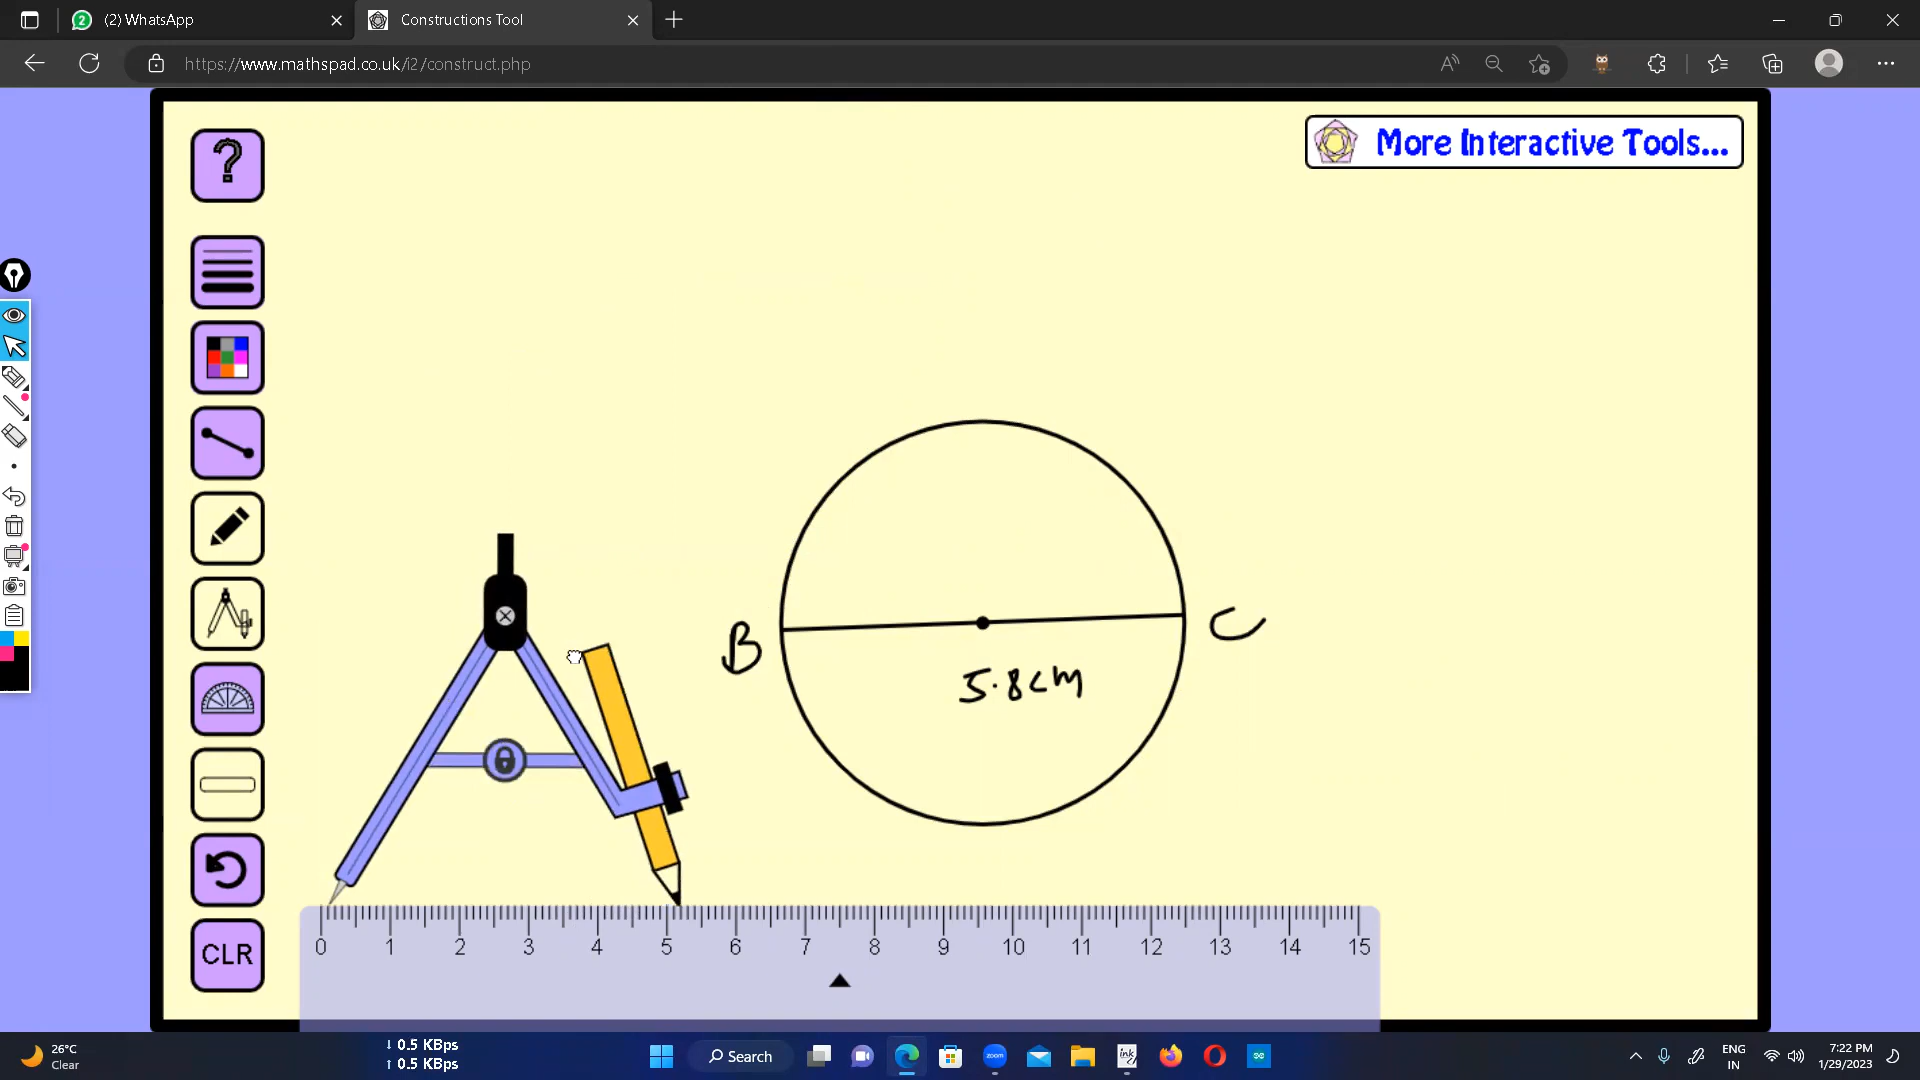 (2) WhatsApp
Constructions Tool
https://www.mathspad.co.uk/i2/construct.php
?
More Interactive Tools...
B
C
5.8cm
CLR
0 1 2 3 4 5 6 7 8 9 10 11 12 13 14 15
26°C
Clear
↓ 0.5 KBps
↑ 0.5 KBps
Search
zoom
ink
ENG
IN
7:22 PM
1/29/2023